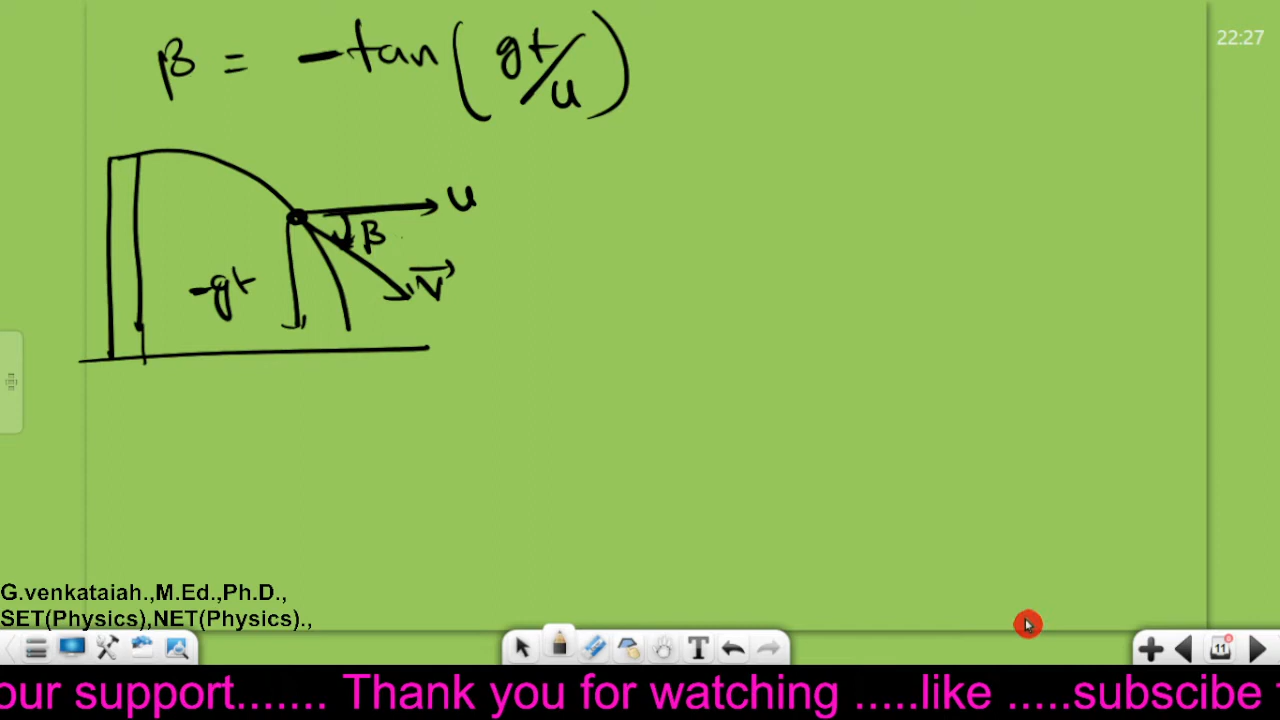 22:27
β = -tan(gt/u)
u
β
-gt
V
G.venkataiah.,M.Ed.,Ph.D.,
SET(Physics),NET(Physics).,
T
11
our support....... Thank you for watching .....like .....subscibe